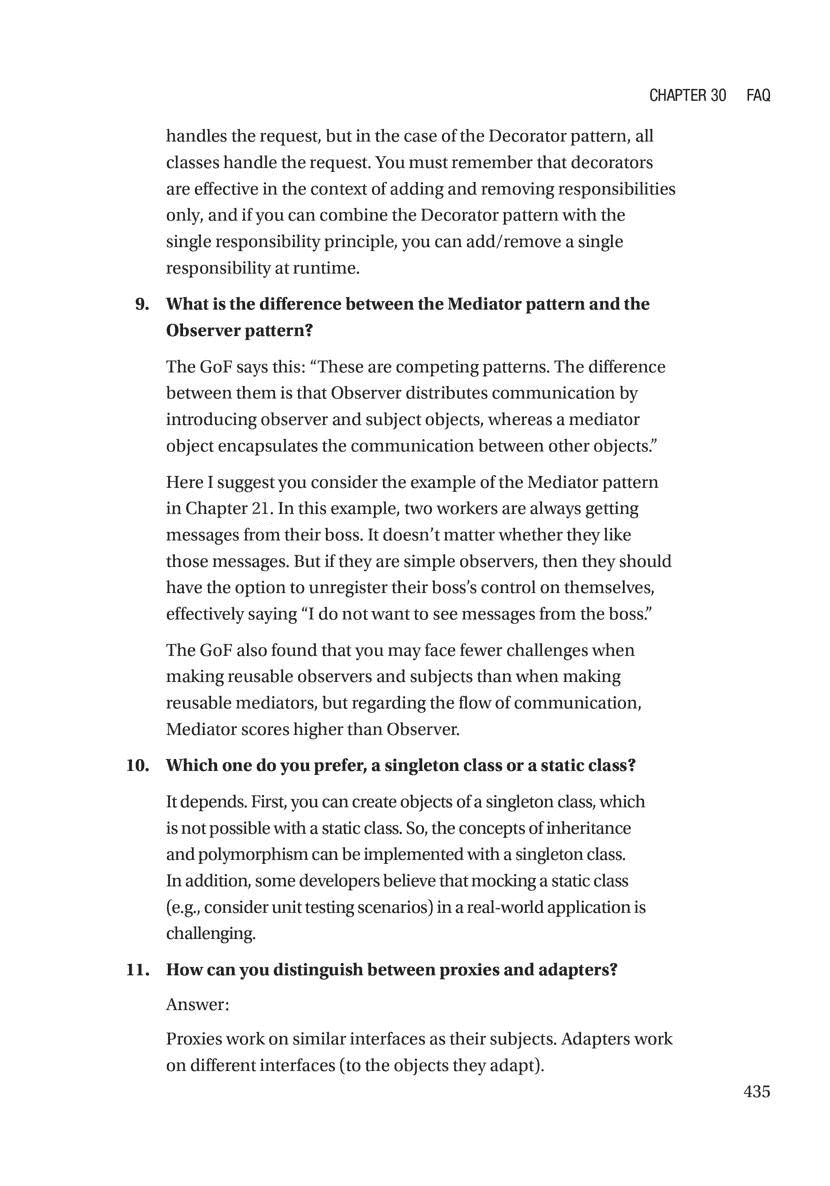 CHAPTER 30 FAQ
handles the request, but in the case of the Decorator pattern, all
classes handle the request. You must remember that decorators
are effective in the context of adding and removing responsibilities
only, and if you can combine the Decorator pattern with the
single responsibility principle, you can add/remove a single
responsibility at runtime.
9. What is the difference between the Mediator pattern and the
Observer pattern?
The GoF says this: “These are competing patterns. The difference
between them is that Observer distributes communication by
introducing observer and subject objects, whereas a mediator
object encapsulates the communication between other objects.”
Here I suggest you consider the example of the Mediator pattern
in Chapter 21. In this example, two workers are always getting
messages from their boss. It doesn’t matter whether they like
those messages. But if they are simple observers, then they should
have the option to unregister their boss’s control on themselves,
effectively saying “I do not want to see messages from the boss.”
The GoF also found that you may face fewer challenges when
making reusable observers and subjects than when making
reusable mediators, but regarding the flow of communication,
Mediator scores higher than Observer.
10. Which one do you prefer, a singleton class or a static class?
It depends. First, you can create objects of a singleton class, which
is not possible with a static class. So, the concepts of inheritance
and polymorphism can be implemented with a singleton class.
In addition, some developers believe that mocking a static class
(e.g., consider unit testing scenarios) in a real-world application is
challenging.
11. How can you distinguish between proxies and adapters?
Answer:
Proxies work on similar interfaces as their subjects. Adapters work
on different interfaces (to the objects they adapt).
435